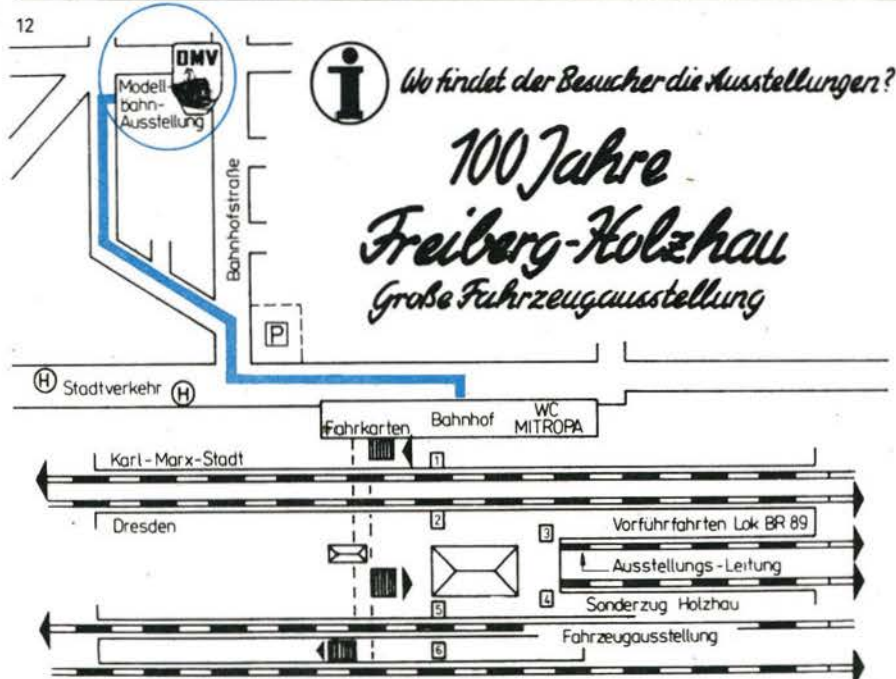 12
DMV
Modell-
bahn-
Ausstellung
i
Wo findet der Besucher die Ausstellungen?
100 Jahre
Freiberg-Holzhau
Große Fahrzeugausstellung
Bahnhofstraße
P
H Stadtverkehr H
Fahrkarten Bahnhof WC
MITROPA
Karl-Marx-Stadt 1
Dresden 2 3 Vorführfahrten Lok BR 89
Ausstellungs-Leitung
5 4 Sonderzug Holzhau
Fahrzeugausstellung
6